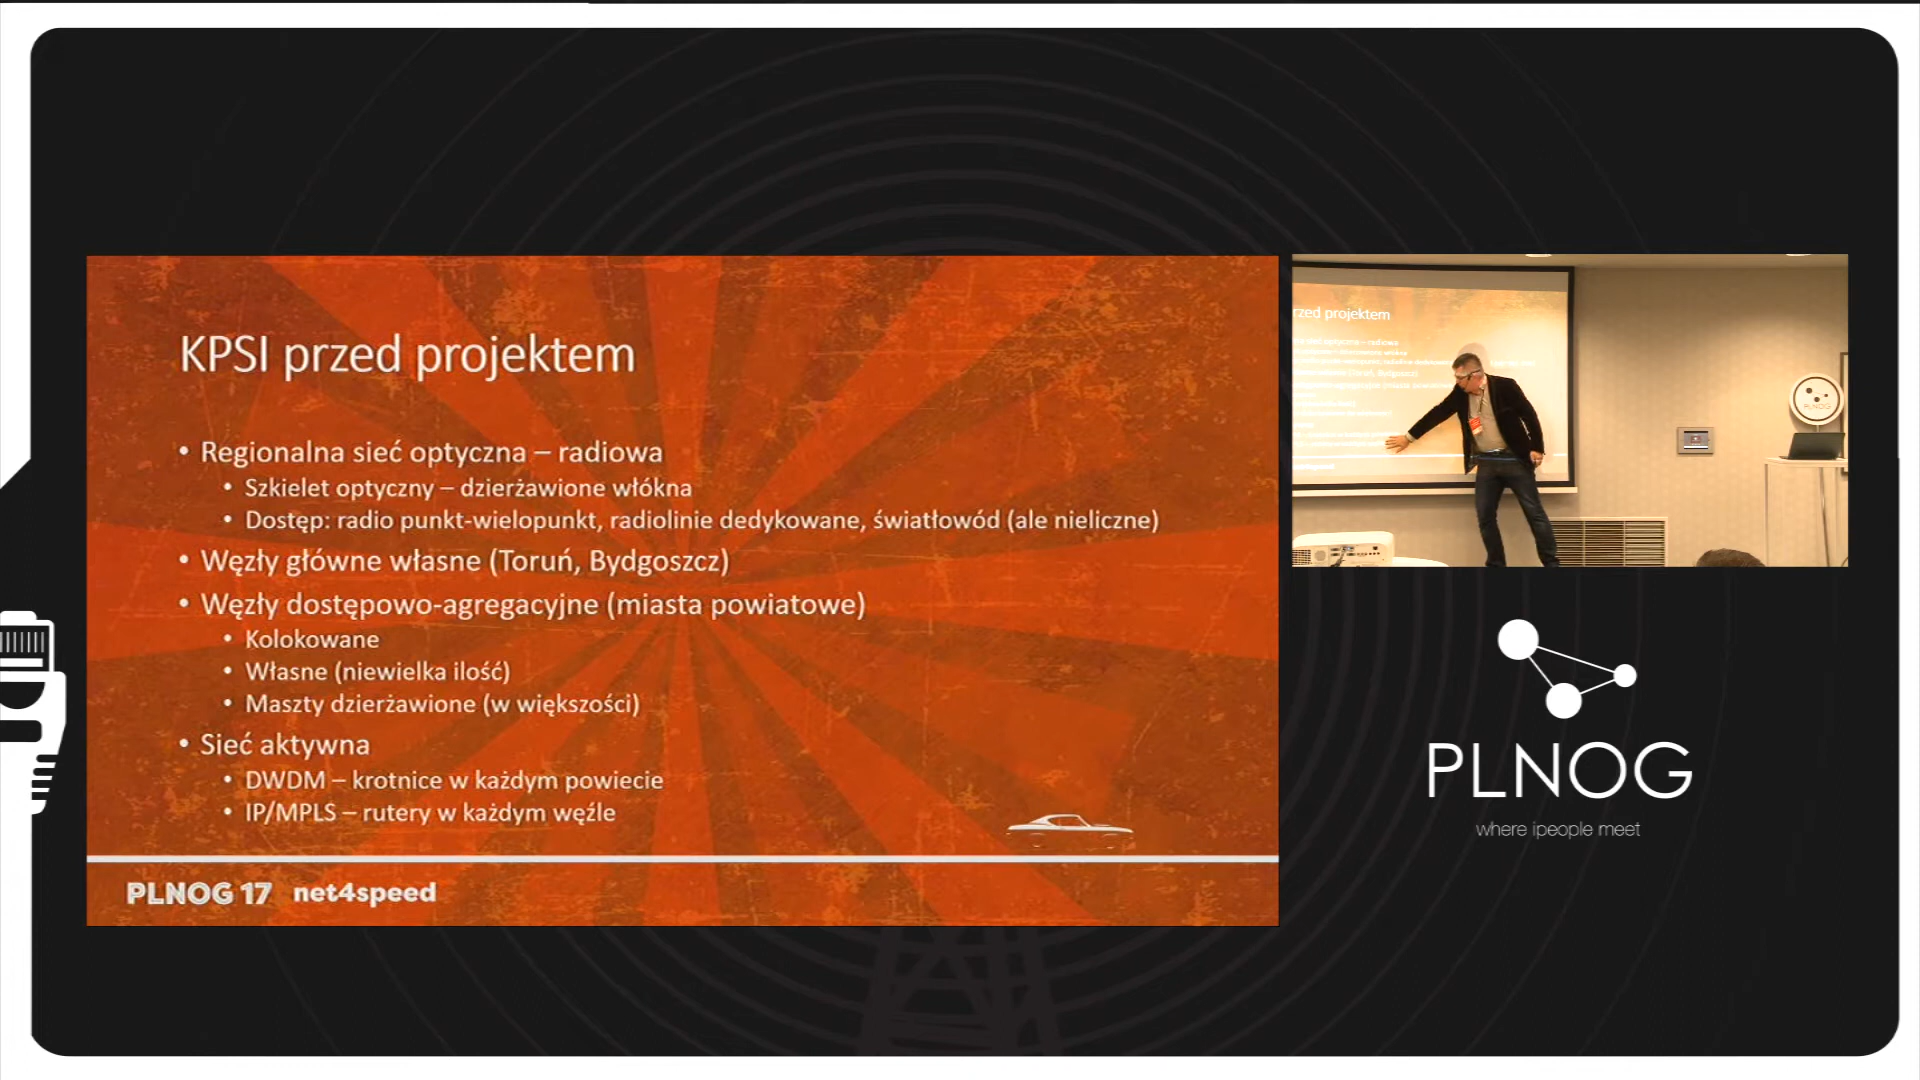 KPSI przed projektem
• Regionalna sieć optyczna – radiowa
• Szkielet optyczny – dzierżawione włókna
• Dostęp: radio punkt-wielopunkt, radiolinie dedykowane, światłowód (ale nieliczne)
• Węzły główne własne (Toruń, Bydgoszcz)
• Węzły dostępowo-agregacyjne (miasta powiatowe)
• Kolokowane
• Własne (niewielka ilość)
• Maszty dzierżawione (w większości)
• Sieć aktywna
• DWDM – krotnice w każdym powiecie
• IP/MPLS – rutery w każdym węźle
PLNOG 17 net4speed
rzed projektem
PLNOG
PLNOG
where ipeople meet